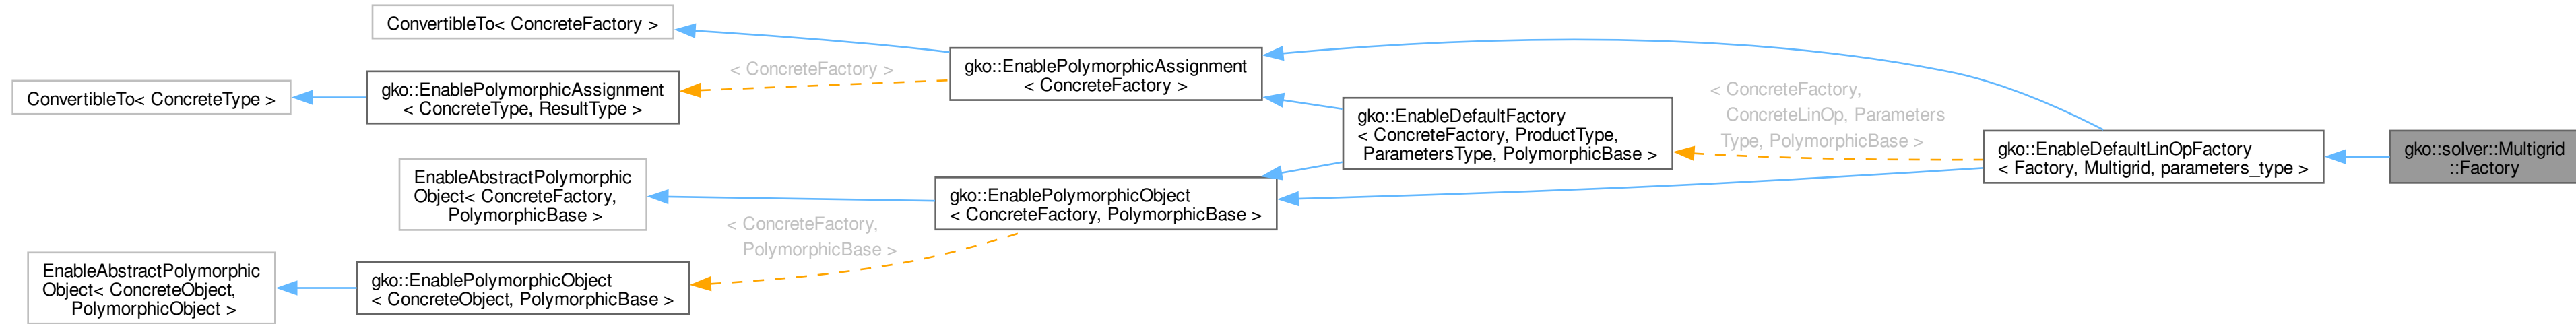 ConvertibleTo< ConcreteFactory >
ConvertibleTo< ConcreteType >
gko::EnablePolymorphicAssignment
< ConcreteType, ResultType >
< ConcreteFactory >
gko::EnablePolymorphicAssignment
< ConcreteFactory >
EnableAbstractPolymorphic
Object< ConcreteFactory,
PolymorphicBase >
EnableAbstractPolymorphic
Object< ConcreteObject,
PolymorphicObject >
gko::EnablePolymorphicObject
< ConcreteObject, PolymorphicBase >
< ConcreteFactory,
PolymorphicBase >
gko::EnablePolymorphicObject
< ConcreteFactory, PolymorphicBase >
gko::EnableDefaultFactory
< ConcreteFactory, ProductType,
ParametersType, PolymorphicBase >
< ConcreteFactory,
ConcreteLinOp, Parameters
Type, PolymorphicBase >
gko::EnableDefaultLinOpFactory
< Factory, Multigrid, parameters_type >
gko::solver::Multigrid
::Factory